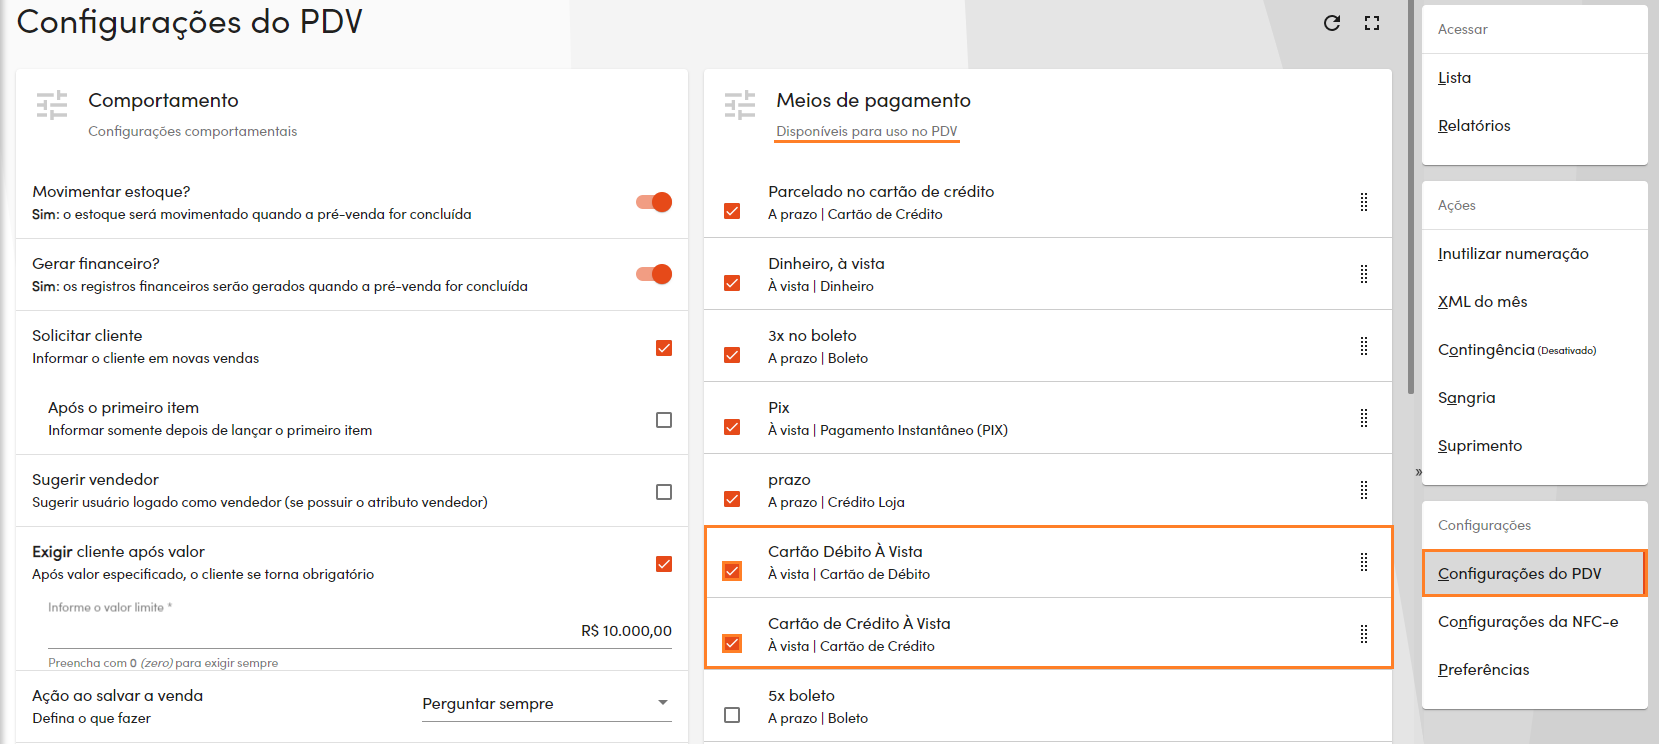 Configurações do PDV
Comportamento
Configurações comportamentais
Movimentar estoque?
Sim: o estoque será movimentado quando a pré-venda for concluída
Gerar financeiro?
Sim: os registros financeiros serão gerados quando a pré-venda for concluída
Solicitar cliente
Informar o cliente em novas vendas
Após o primeiro item
Informar somente depois de lançar o primeiro item
Sugerir vendedor
Sugerir usuário logado como vendedor (se possuir o atributo vendedor)
Exigir cliente após valor
Após valor especificado, o cliente se torna obrigatório
Informe o valor limite *
R$ 10.000,00
Preencha com 0 (zero) para exigir sempre
Ação ao salvar a venda
Defina o que fazer
Perguntar sempre
Meios de pagamento
Disponíveis para uso no PDV
Parcelado no cartão de crédito
A prazo | Cartão de Crédito
Dinheiro, à vista
À vista | Dinheiro
3x no boleto
A prazo | Boleto
Pix
À vista | Pagamento Instantâneo (PIX)
prazo
A prazo | Crédito Loja
Cartão Débito À Vista
À vista | Cartão de Débito
Cartão de Crédito À Vista
À vista | Cartão de Crédito
5x boleto
A prazo | Boleto
»
Acessar
Lista
Relatórios
Ações
Inutilizar numeração
XML do mês
Contingência (Desativado)
Sangria
Suprimento
Configurações
Configurações do PDV
Configurações da NFC-e
Preferências